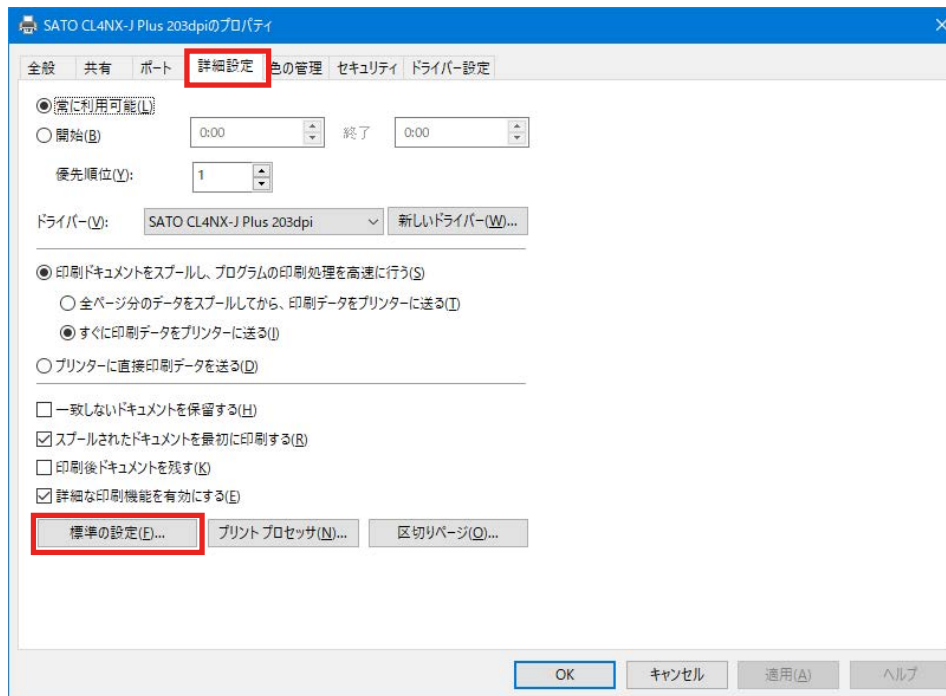 SATO CL4NX-J Plus 203dpiのプロパティ
全般 共有 ポート 詳細設定 色の管理 セキュリティ ドライバー設定
常に利用可能(L)
開始(B) 0:00 終了 0:00
優先順位(Y): 1
ドライバー(V): SATO CL4NX-J Plus 203dpi 新しいドライバー(W)...
印刷ドキュメントをスプールし、プログラムの印刷処理を高速に行う(S)
全ページ分のデータをスプールしてから、印刷データをプリンターに送る(T)
すぐに印刷データをプリンターに送る(I)
プリンターに直接印刷データを送る(D)
一致しないドキュメントを保留する(H)
スプールされたドキュメントを最初に印刷する(R)
印刷後ドキュメントを残す(K)
詳細な印刷機能を有効にする(E)
標準の設定(F)... プリント プロセッサ(N)... 区切りページ(O)...
OK キャンセル 適用(A) ヘルプ